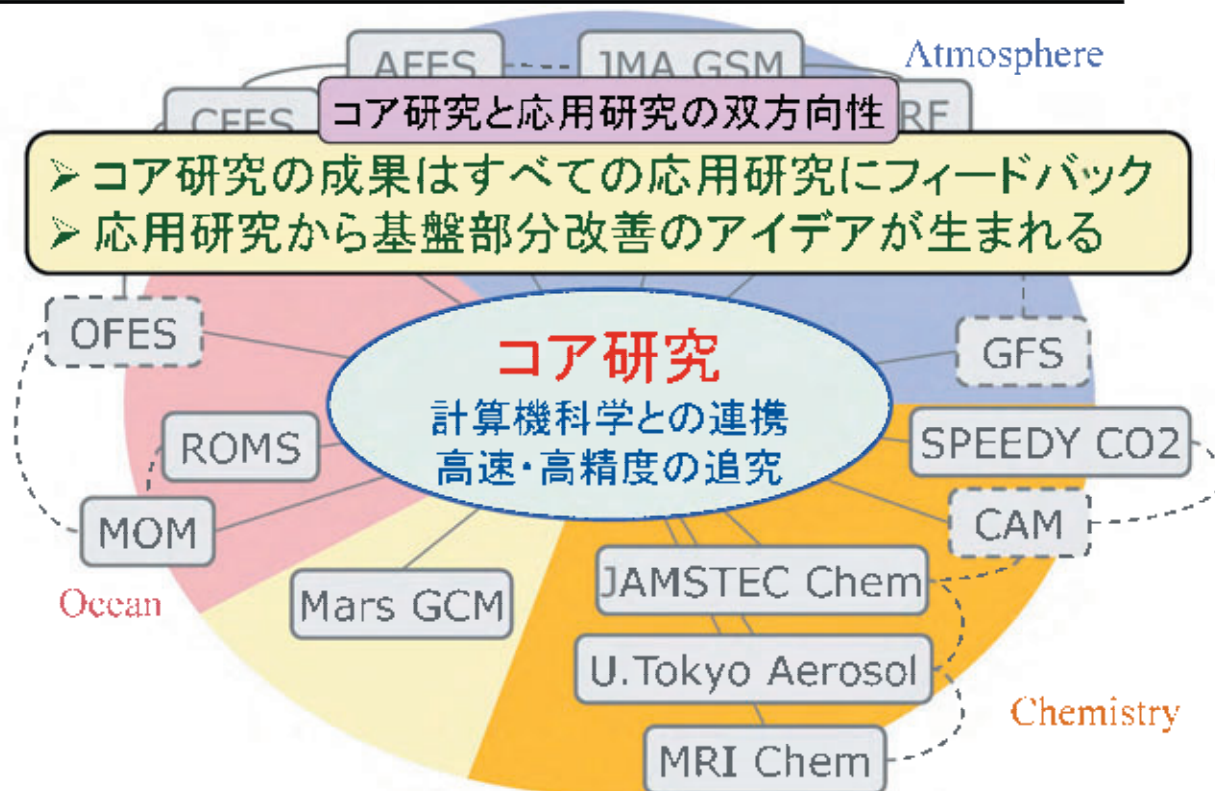 Atmosphere
AFES
JMA GSM
CFES
コア研究と応用研究の双方向性
➢ コア研究の成果はすべての応用研究にフィードバック
➢ 応用研究から基盤部分改善のアイデアが生まれる
OFES
コア研究
GFS
計算機科学との連携
ROMS
高速・高精度の追究
SPEEDY CO2
MOM
CAM
Ocean
Mars GCM
JAMSTEC Chem
U.Tokyo Aerosol
Chemistry
MRI Chem